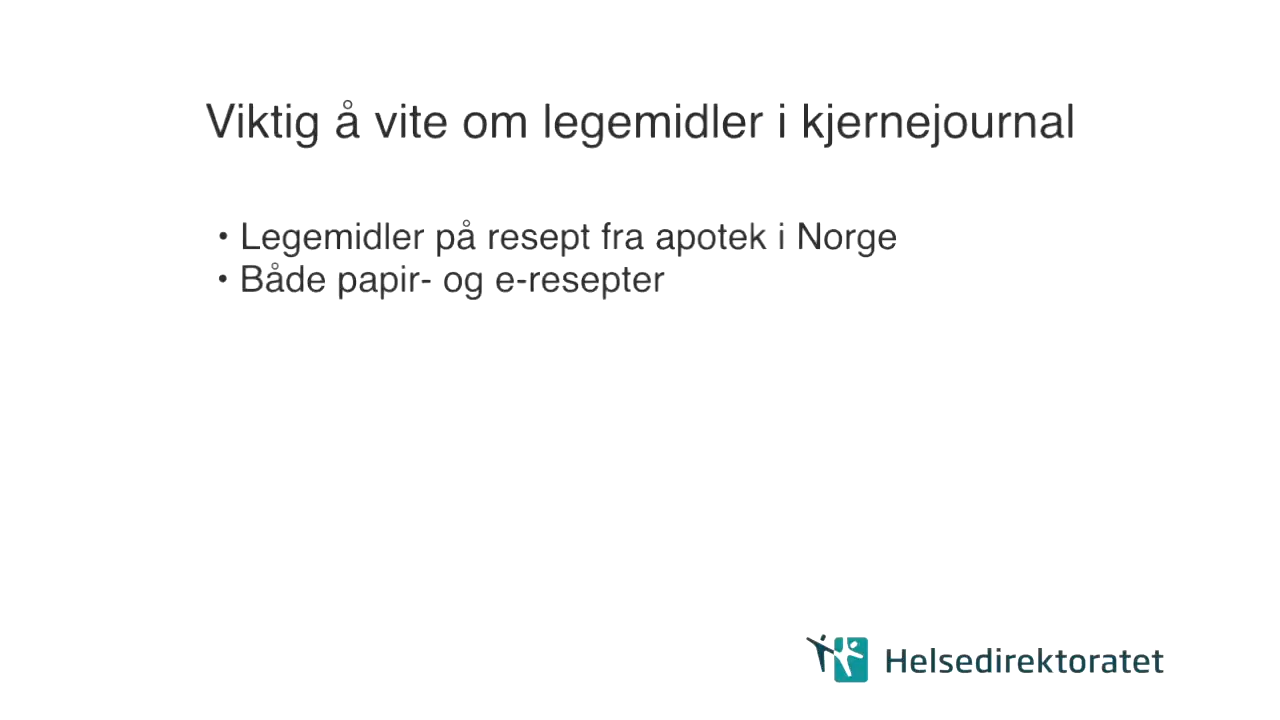 Viktig å vite om legemidler i kjernejournal
• Legemidler på resept fra apotek i Norge
• Både papir- og e-resepter
Helsedirektoratet